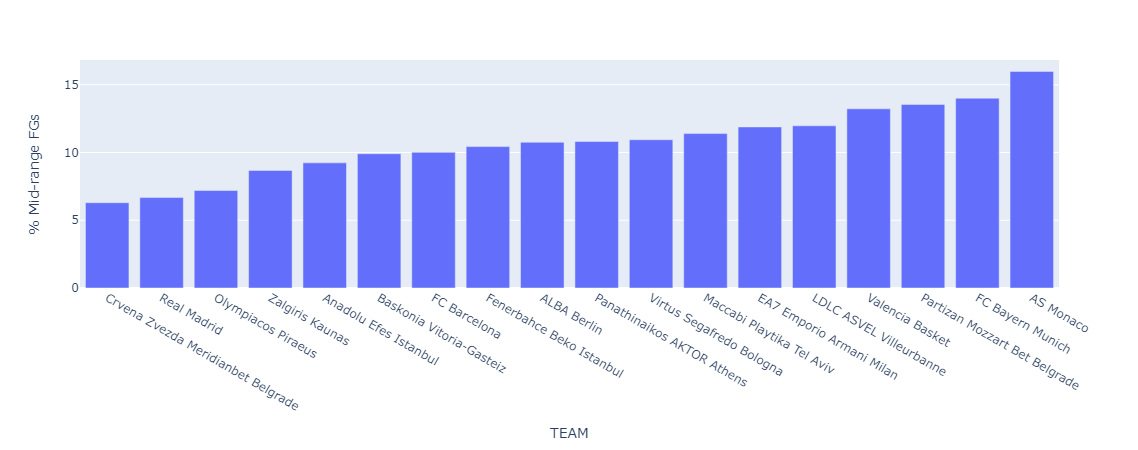 % Mid-range FGs
15
10
5
0
Crvena Zvezda Meridianbet Belgrade
Real Madrid
Olympiacos Piraeus
Zalgiris Kaunas
Anadolu Efes Istanbul
Baskonia Vitoria-Gasteiz
FC Barcelona
Fenerbahce Beko Istanbul
ALBA Berlin
Panathinaikos AKTOR Athens
Virtus Segafredo Bologna
Maccabi Playtika Tel Aviv
EA7 Emporio Armani Milan
LDLC ASVEL Villeurbanne
Valencia Basket
Partizan Mozzart Bet Belgrade
FC Bayern Munich
AS Monaco
TEAM